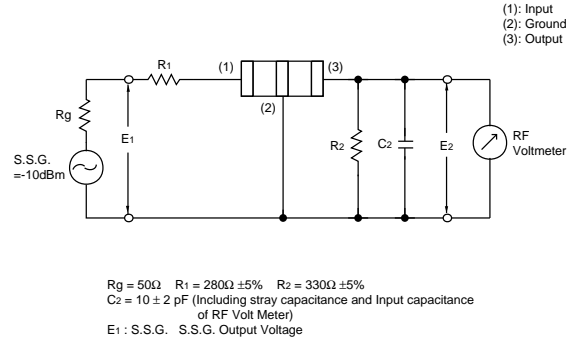 (1): Input
(2): Ground
(3): Output
R1
(1)
(3)
(2)
Rg
E1
R2
C2
E2
RF
Voltmeter
S.S.G.
=-10dBm
Rg = 50Ω R1 = 280Ω ±5% R2 = 330Ω ±5%
C2 = 10 ± 2 pF (Including stray capacitance and Input capacitance
of RF Volt Meter)
E1 : S.S.G. S.S.G. Output Voltage